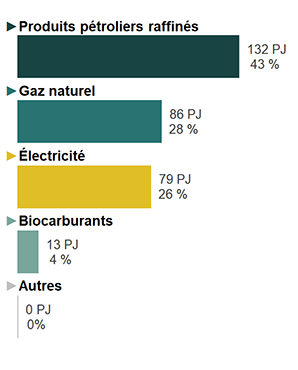 Produits pétroliers raffinés
132 PJ
43 %
Gaz naturel
86 PJ
28 %
Électricité
79 PJ
26 %
Biocarburants
13 PJ
4 %
Autres
0 PJ
0%